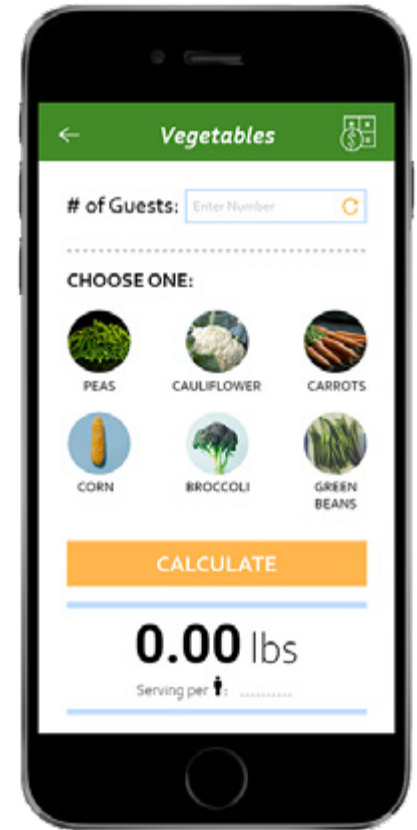 Vegetables
# of Guests: Enter Number
CHOOSE ONE:
PEAS CAULIFLOWER CARROTS
CORN BROCCOLI GREEN
BEANS
CALCULATE
0.00 lbs
Serving per : ..........